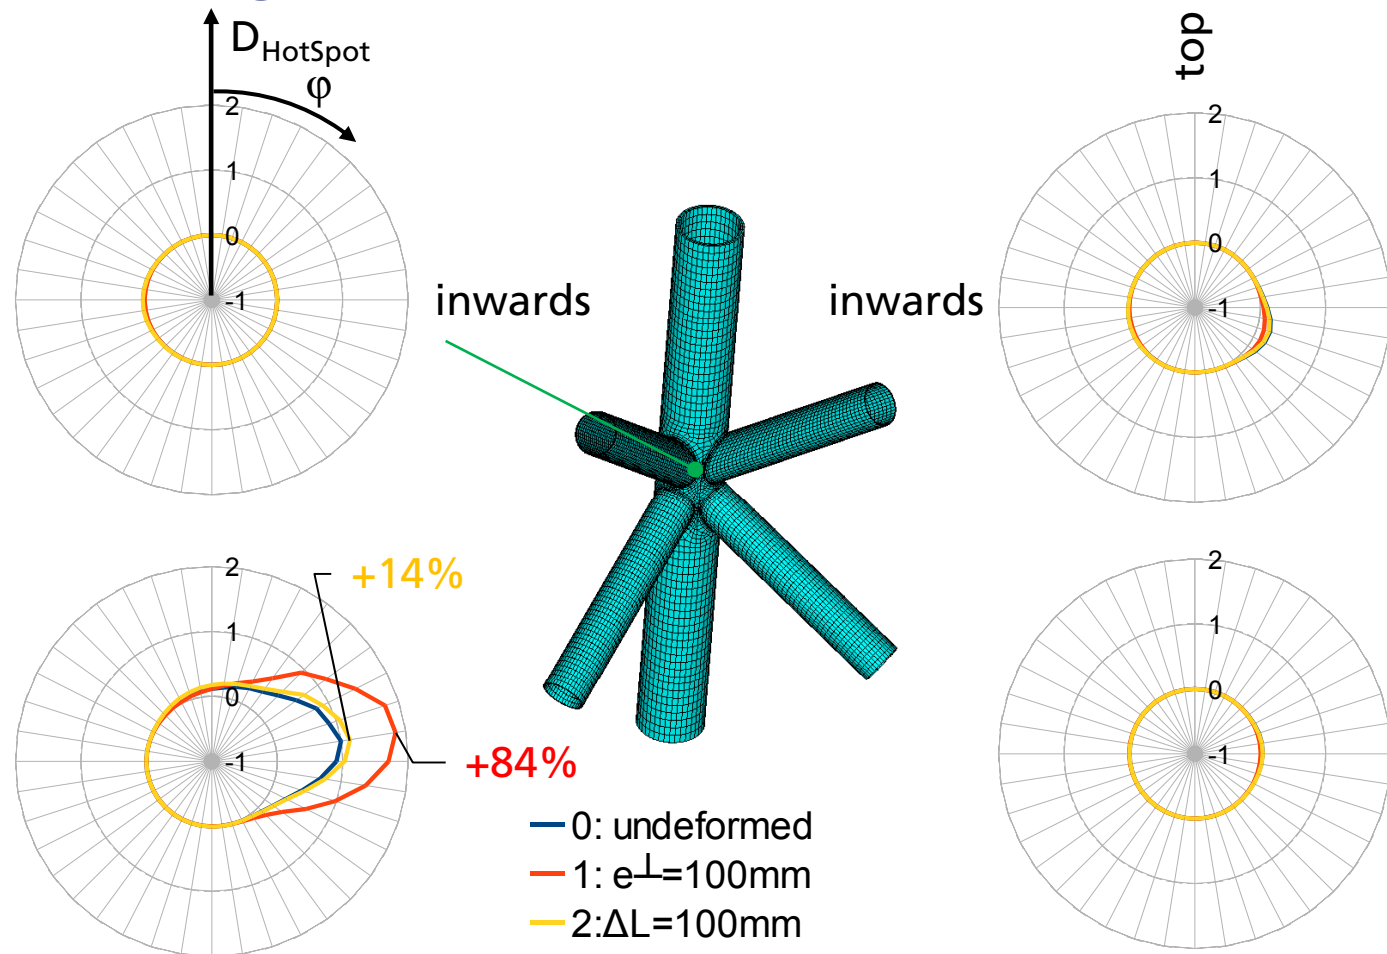 D HotSpot
φ
2
1
0
-1
top
2
1
0
-1
inwards
inwards
2
1
0
-1
+14%
+84%
2
1
0
-1
0: undeformed
1: e⊥=100mm
2:ΔL=100mm